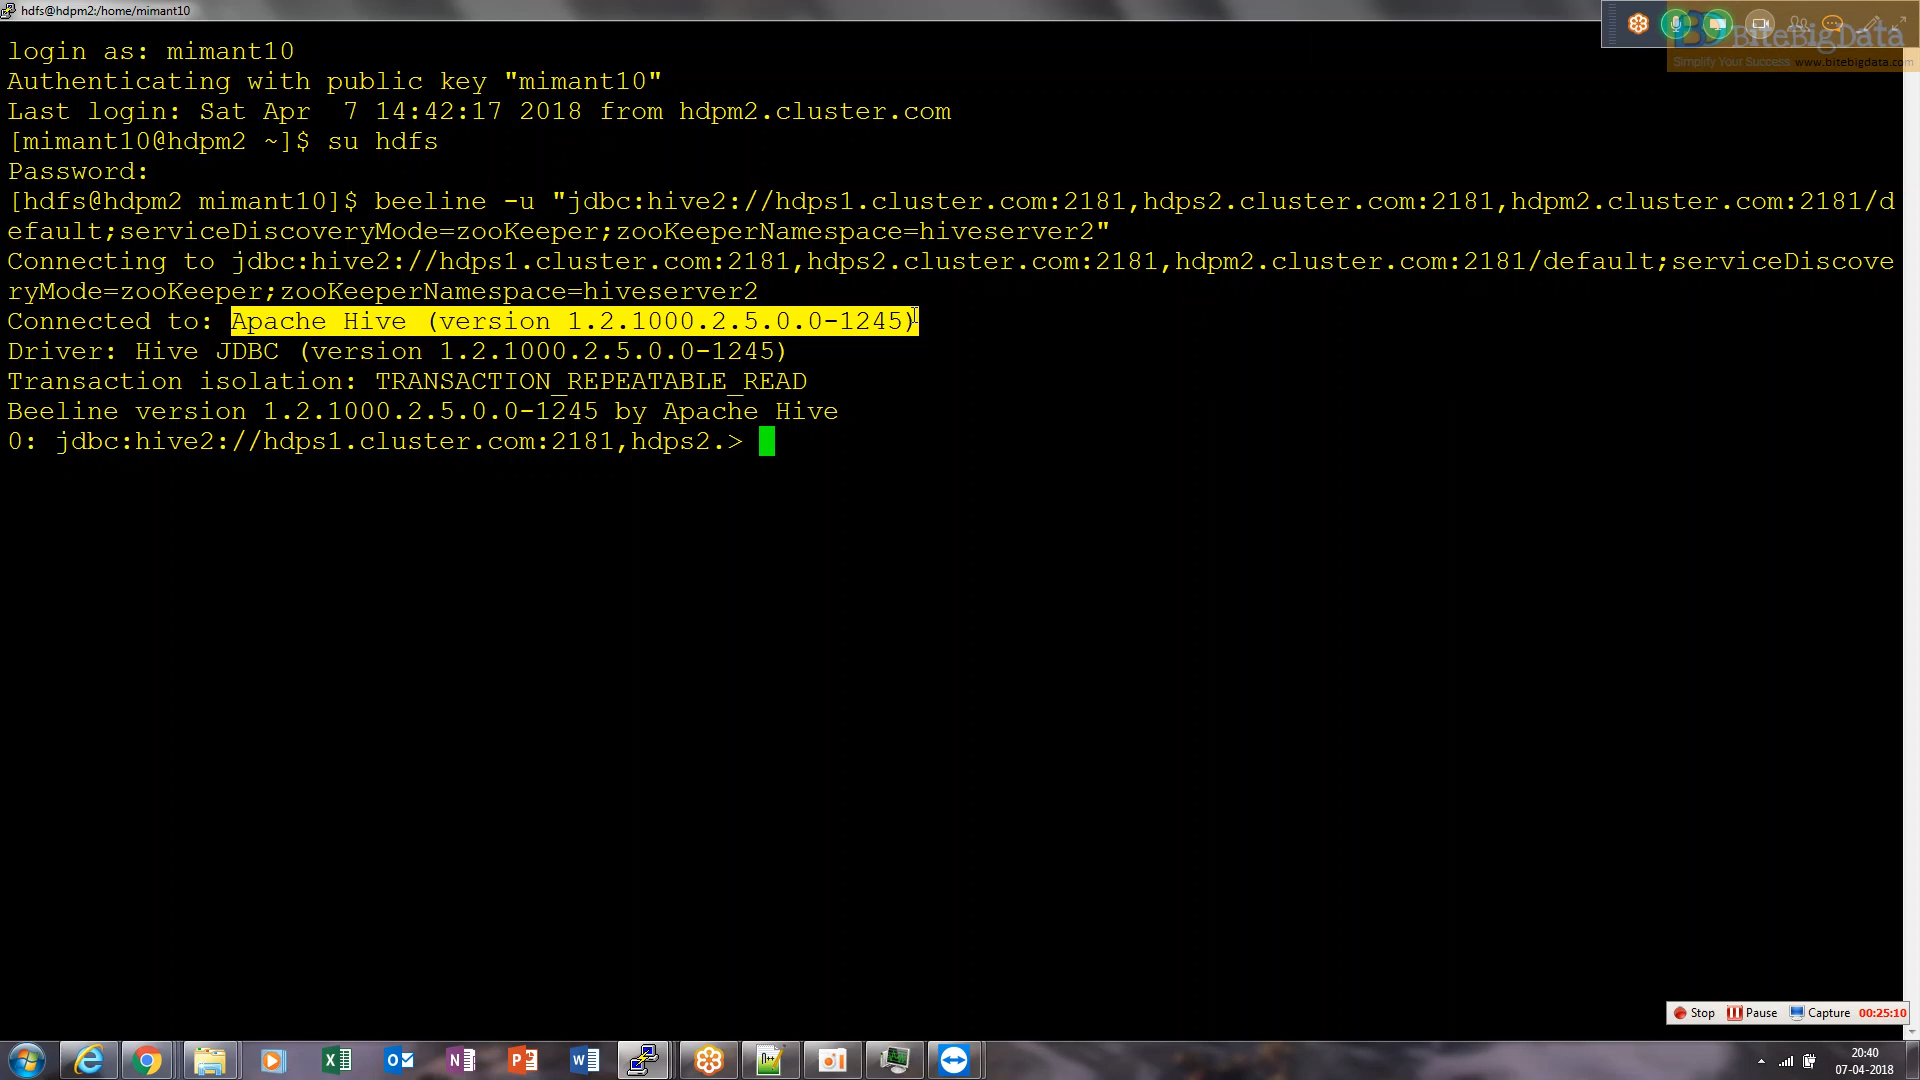 hdfs@hdpm2:/home/mimant10
BiteBigData
Simplify Your Success www.bitebigdata.com
login as: mimant10
Authenticating with public key "mimant10"
Last login: Sat Apr  7 14:42:17 2018 from hdpm2.cluster.com
[mimant10@hdpm2 ~]$ su hdfs
Password:
[hdfs@hdpm2 mimant10]$ beeline -u "jdbc:hive2://hdps1.cluster.com:2181,hdps2.cluster.com:2181,hdpm2.cluster.com:2181/d
efault;serviceDiscoveryMode=zooKeeper;zooKeeperNamespace=hiveserver2"
Connecting to jdbc:hive2://hdps1.cluster.com:2181,hdps2.cluster.com:2181,hdpm2.cluster.com:2181/default;serviceDiscove
ryMode=zooKeeper;zooKeeperNamespace=hiveserver2
Connected to: Apache Hive (version 1.2.1000.2.5.0.0-1245)
Driver: Hive JDBC (version 1.2.1000.2.5.0.0-1245)
Transaction isolation: TRANSACTION_REPEATABLE_READ
Beeline version 1.2.1000.2.5.0.0-1245 by Apache Hive
0: jdbc:hive2://hdps1.cluster.com:2181,hdps2.>
Stop Pause Capture 00:25:10
20:40
07-04-2018